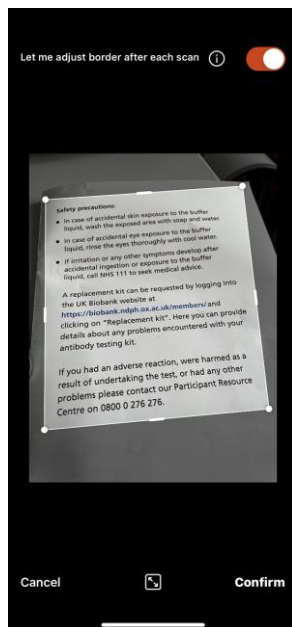 Let me adjust border after each scan
Safety precautions:
• In case of accidental skin exposure to the buffer
liquid, wash the exposed area with soap and water.
• In case of accidental eye exposure to the buffer
liquid, rinse the eyes thoroughly with cool water.
• If irritation or any other symptoms develop after
accidental ingestion or exposure to the buffer
liquid, call NHS 111 to seek medical advice.
A replacement kit can be requested by logging into
the UK Biobank website at
https://biobank.ndph.ox.ac.uk/members/ and
clicking on "Replacement kit". Here you can provide
details about any problems encountered with your
antibody testing kit.
If you had an adverse reaction, were harmed as a
result of undertaking the test, or had any other
problems please contact our Participant Resource
Centre on 0800 0 276 276.
Cancel
Confirm